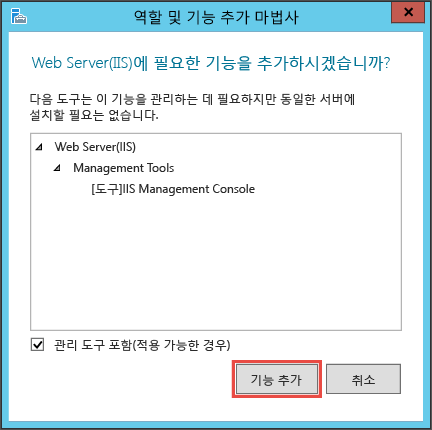 역할 및 기능 추가 마법사
Web Server(IIS)에 필요한 기능을 추가하시겠습니까?
다음 도구는 이 기능을 관리하는 데 필요하지만 동일한 서버에
설치할 필요는 없습니다.
Web Server(IIS)
Management Tools
[도구]IIS Management Console
관리 도구 포함(적용 가능한 경우)
기능 추가
취소